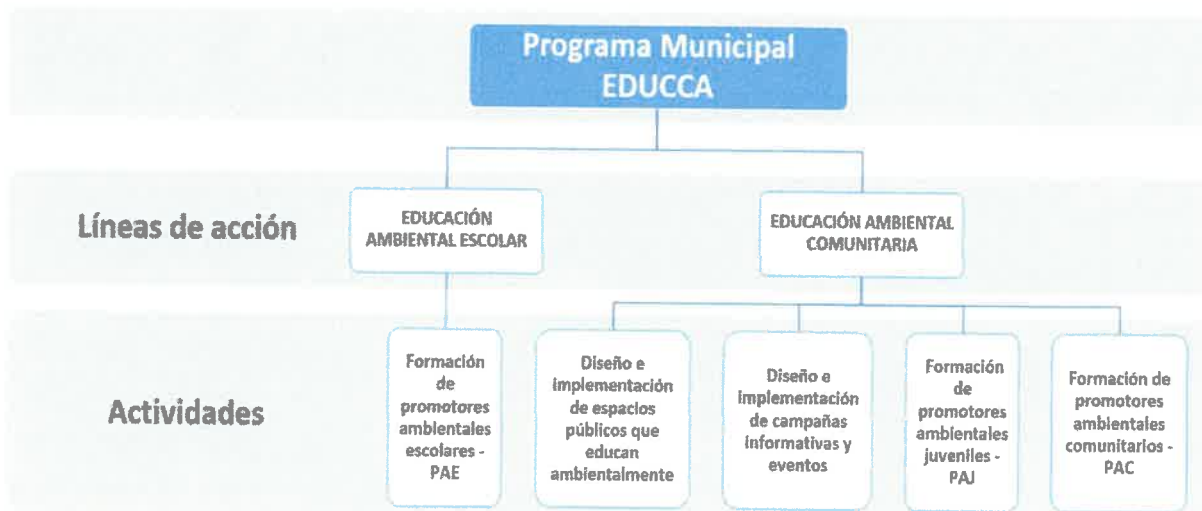 Programa Municipal
EDUCCA
Líneas de acción
EDUCACIÓN
AMBIENTAL ESCOLAR
EDUCACIÓN AMBIENTAL
COMUNITARIA
Actividades
Formación
de
promotores
ambientales
escolares -
PAE
Diseño e
implementación
de espacios
públicos que
educan
ambientalmente
Diseño e
implementación
de campañas
informativas y
eventos
Formación
de
promotores
ambientales
juveniles -
PAJ
Formación de
promotores
ambientales
comunitarios -
PAC